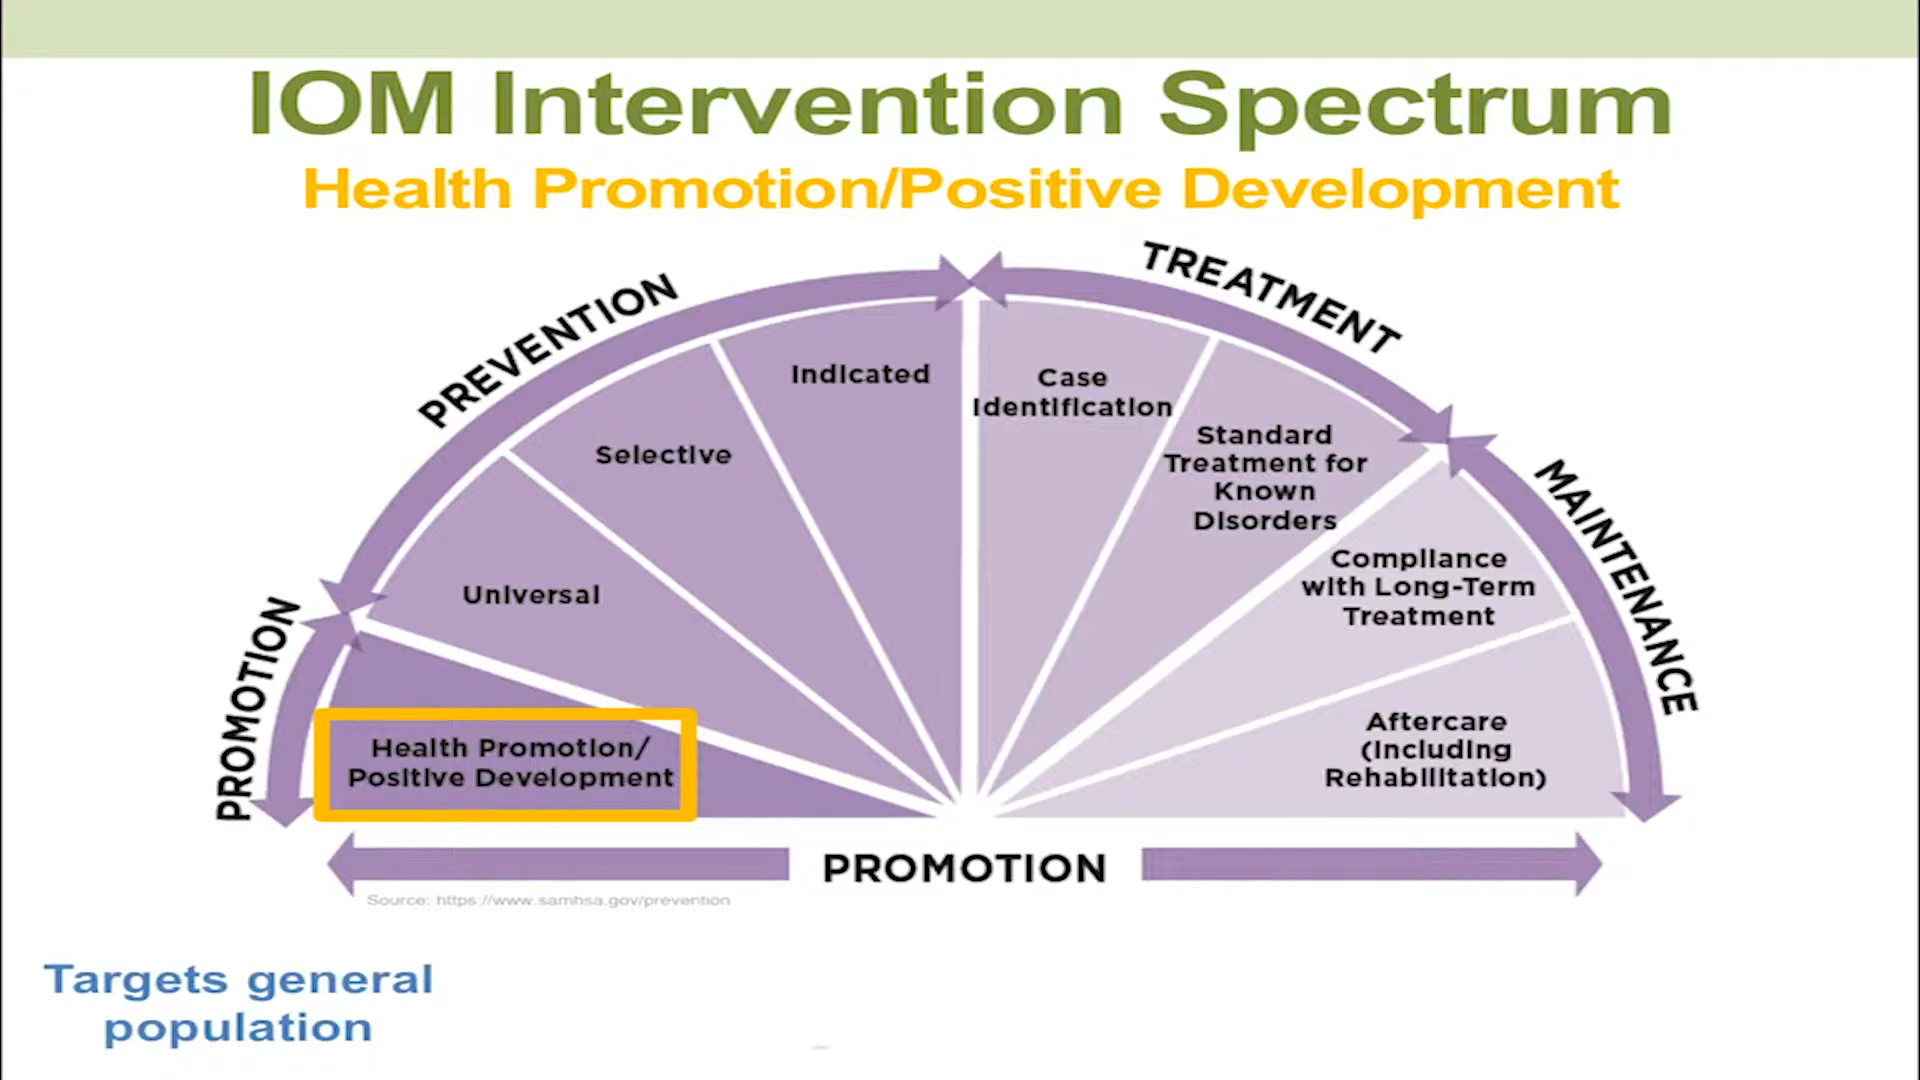 IOM Intervention Spectrum
Health Promotion/Positive Development
PROMOTION
PREVENTION
TREATMENT
MAINTENANCE
Health Promotion/
Positive Development
Universal
Selective
Indicated
Case
Identification
Standard
Treatment for
Known
Disorders
Compliance
with Long-Term
Treatment
Aftercare
(Including
Rehabilitation)
PROMOTION
Source: https://www.samhsa.gov/prevention
Targets general
population